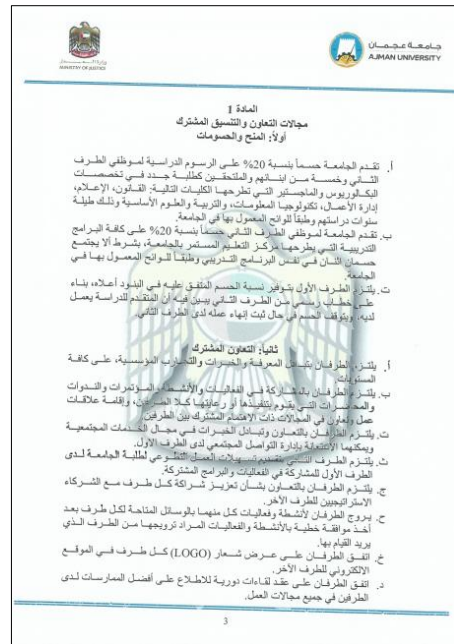 وزارة العدل
MINISTRY OF JUSTICE
جامعة عجمان
AJMAN UNIVERSITY
المادة 1
مجالات التعاون والتنسيق المشترك
أولاً: المنح والحسومات
أ. تقدم الجامعة حسماً بنسبة 20% على الرسوم الدراسية لموظفي الطرف
الثاني وخمسة من ابنائهم والملتحقين كطلبة جدد في تخصصات
البكالوريوس والماجستير التي تطرحها الكليات التالية: القانون، الإعلام،
إدارة الأعمال، تكنولوجيا المعلومات، والتربية والعلوم الأساسية وذلك طيلة
سنوات دراستهم وطبقاً للوائح المعمول بها في الجامعة.
ب. تقدم الجامعة لموظفي الطرف الثاني حسماً بنسبة 20% على كافة البرامج
التدريبية التي يطرحها مركز التعليم المستمر بالجامعة، بشرط ألا يجتمع
حسمان اثنان في نفس البرنامج التدريبي وطبقاً للوائح المعمول بها في
الجامعة.
ت. يلتزم الطرف الأول بتوفير نسبة الحسم المتفق عليه في البنود أعلاه، بناء
على خطاب رسمي من الطرف الثاني يبين فيه أن المتقدم للدراسة يعمل
لديه، ويتوقف الحسم في حال ثبت إنهاء عمله لدى الطرف الثاني.
ثانياً: التعاون المشترك
أ. يلتزم الطرفان بتبادل المعرفة والخبرات والتجارب المؤسسية، على كافة
المستويات.
ب. يلتزم الطرفان بالمشاركة في الفعاليات والأنشطة والمؤتمرات والندوات
والمحاضرات التي يقوم بتنفيذها أو رعايتها كلا الطرفين، وإقامة علاقات
عمل وتعاون في المجالات ذات الاهتمام المشترك بين الطرفين
ت. يلتزم الطرفان بالتعاون وتبادل الخبرات في مجال الخدمات المجتمعية
ويمكنهما الاستعانة بإدارة التواصل المجتمعي لدى الطرف الأول.
ث. يلتزم الطرف الثاني بتقديم تسهيلات العمل التطوعي لطلبة الجامعة لدى
الطرف الأول للمشاركة في الفعاليات والبرامج المشتركة.
ج. يلتزم الطرفان بالتعاون بشأن تعزيز شراكة كل طرف مع الشركاء
الاستراتيجيين للطرف الآخر.
ح. يروج الطرفان لأنشطة وفعاليات كل منهما بالوسائل المتاحة لكل طرف بعد
أخذ موافقة خطية بالأنشطة والفعاليات المراد ترويجها من الطرف الذي
يريد القيام بها.
خ. اتفق الطرفان على عرض شعار (LOGO) كل طرف في الموقع
الالكتروني للطرف الآخر.
د. اتفق الطرفان على عقد لقاءات دورية للاطلاع على أفضل الممارسات لدى
الطرفين في جميع مجالات العمل.
3